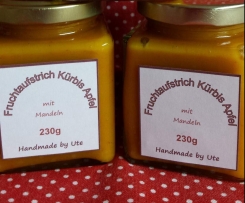 Fruchtaufstrich Kürbis Apfel
mit
Mandeln
230g
Handmade by Ute
Fruchtaufstrich Kürbis Apfel
mit
Mandeln
230g
Handmade by Ute